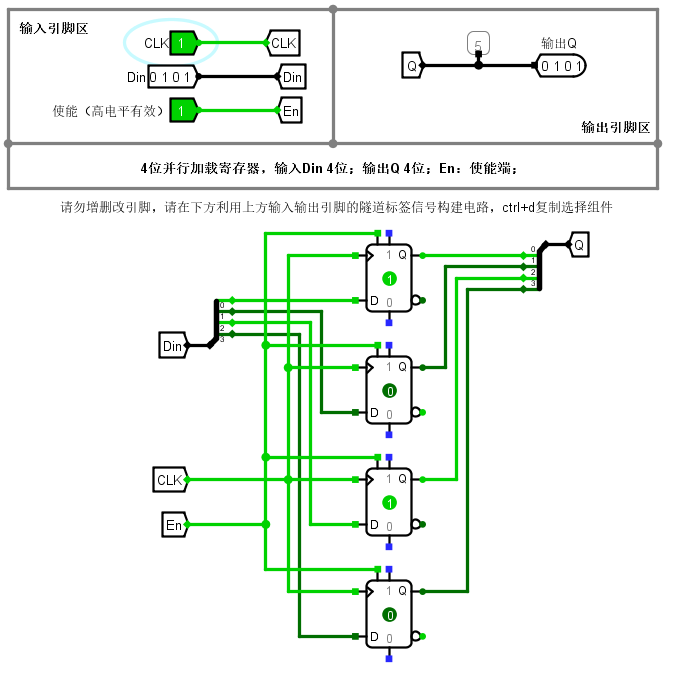 输入引脚区
CLK 1 CLK
Din 0 1 0 1 Din
使能（高电平有效） 1 En
Q 5 输出Q 0 1 0 1
输出引脚区
4位并行加载寄存器，输入Din 4位；输出Q 4位；En：使能端；
请勿增删改引脚，请在下方利用上方输入输出引脚的隧道标签信号构建电路，ctrl+d复制选择组件
1 Q
1
D 0
0
1
2
3
Q
0
1
2
3
Din
1 Q
0
D 0
CLK
1 Q
1
D 0
En
1 Q
0
D 0